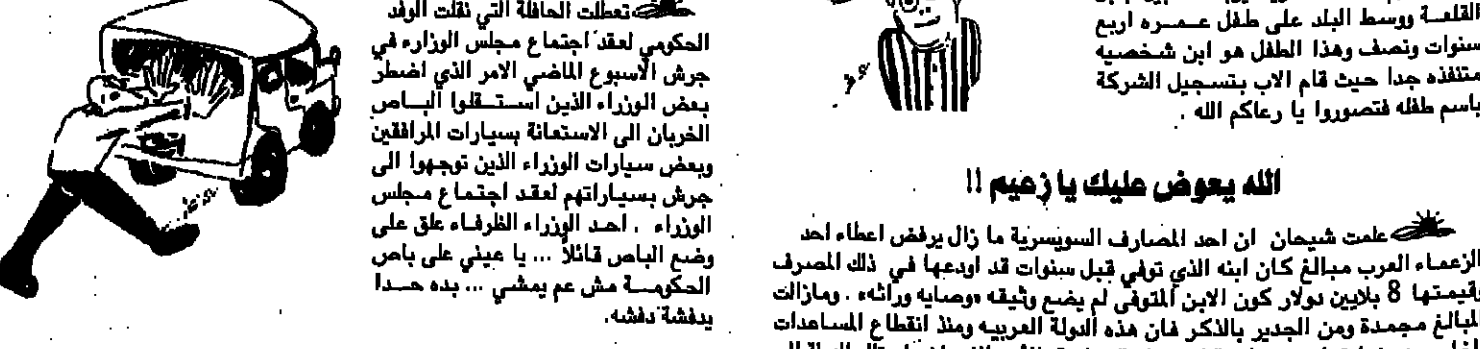 القلعة ووسط البلد على طفل عمره اربع
سنوات ونصف وهذا الطفل هو ابن شخصيه
متنفذه جدا حيث قام الاب بتسجيل الشركة
باسم طفله فتصوروا يا رعاكم الله .
الله يعوض عليك يا زعيم !!
علمت شيحان ان احد المصارف السويسرية ما زال يرفض اعطاء احد
الزعماء العرب مبالغ كان ابنه الذي توفي قبل سنوات قد اودعها في ذلك المصرف
وقيمتها 8 بلايين دولار كون الابن المتوفى لم يضع وثيقه «وصايه وراثه» . ومازالت
المبالغ مجمدة ومن الجدير بالذكر فان هذه الدولة العربيه ومنذ انقطاع المساعدات
تعطلت الحافلة التي نقلت الوفد
الحكومي لعقد اجتماع مجلس الوزارء في
جرش الأسبوع الماضي الامر الذي اضطر
بعض الوزراء الذين استقلوا الباص
الخربان الى الاستعانة بسيارات المرافقين
وبعض سيارات الوزراء الذين توجهوا الى
جرش بسياراتهم لعقد اجتماع مجلس
الوزراء . احد الوزراء الظرفاء علق على
وضع الباص قائلاً ... يا عيني على باص
الحكومة مش عم يمشي ... بده حدا
يدفشة دفشه.